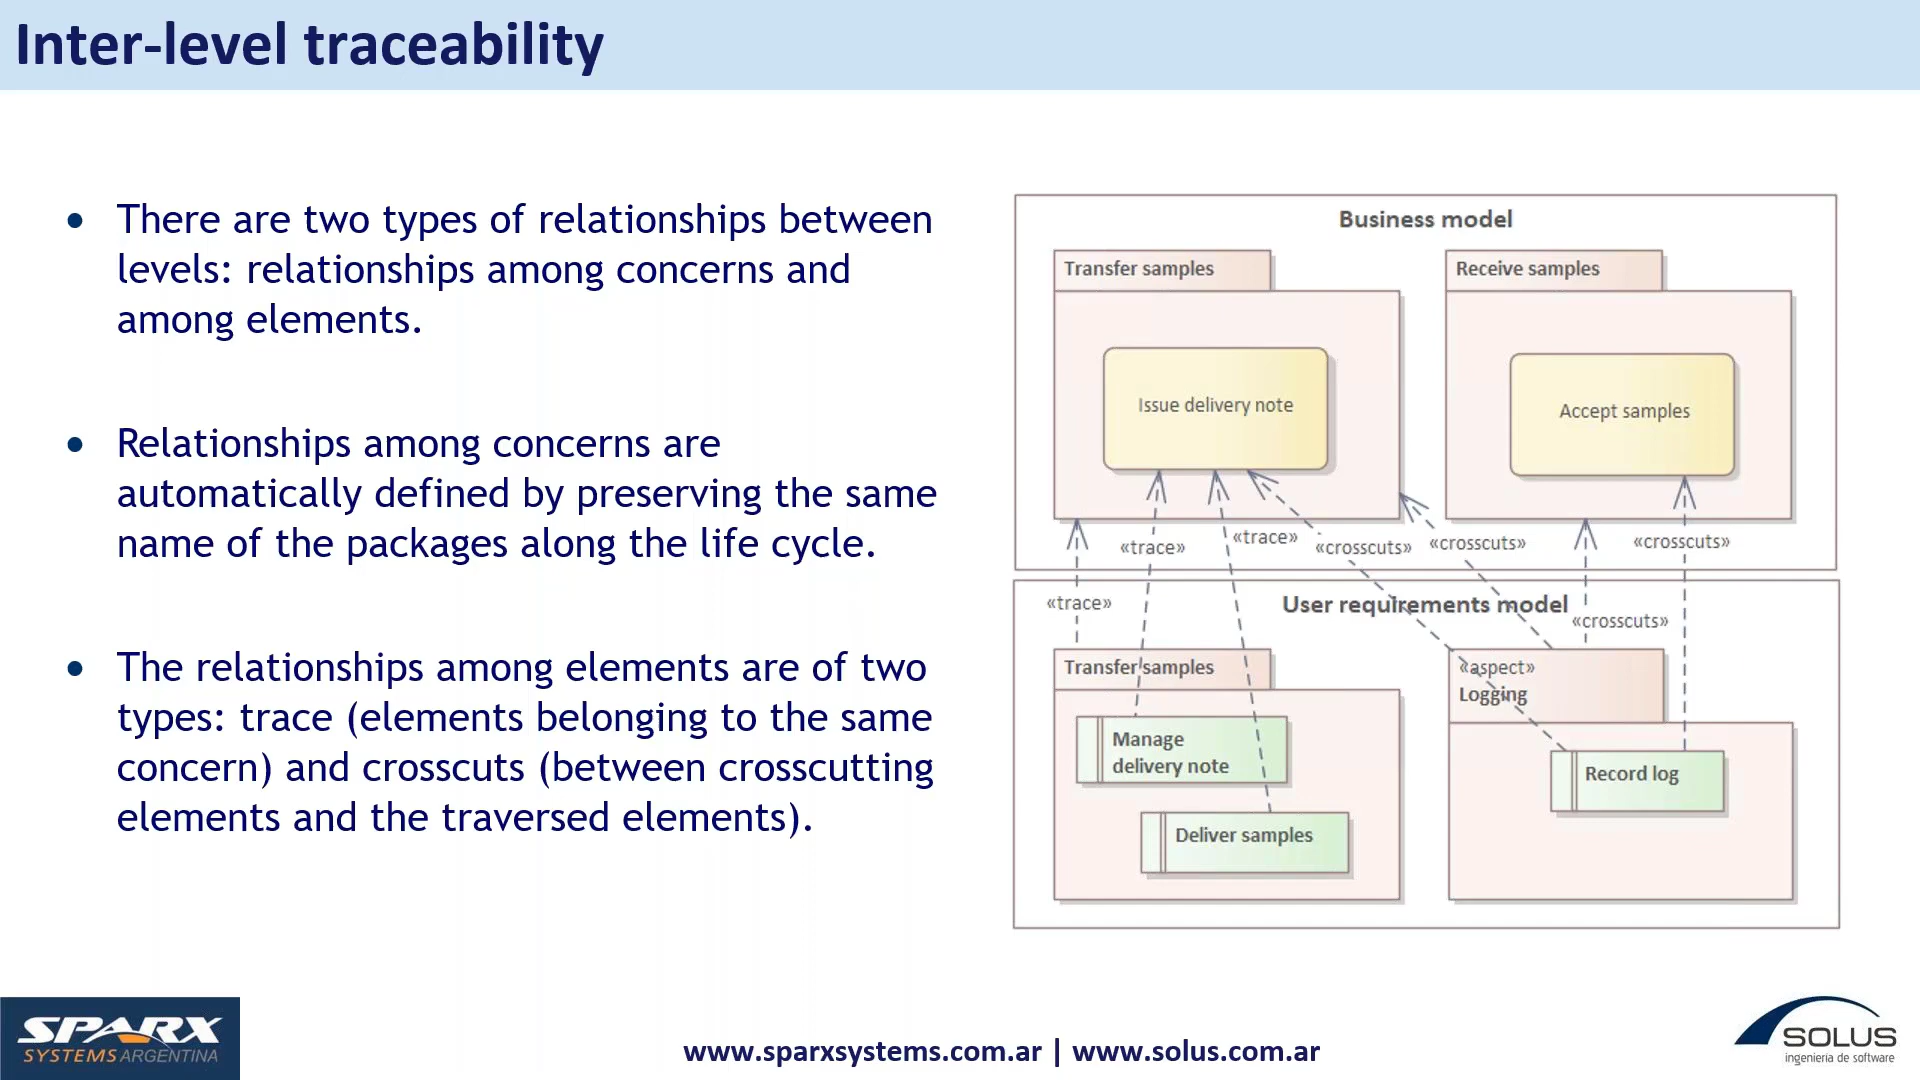 Inter-level traceability
• There are two types of relationships between
levels: relationships among concerns and
among elements.
• Relationships among concerns are
automatically defined by preserving the same
name of the packages along the life cycle.
• The relationships among elements are of two
types: trace (elements belonging to the same
concern) and crosscuts (between crosscutting
elements and the traversed elements).
Business model
Transfer samples
Receive samples
Issue delivery note
Accept samples
«trace»
«trace»
«crosscuts»
«crosscuts»
«crosscuts»
«trace»
User requirements model
«crosscuts»
Transfer samples
«aspect»
Logging
Manage
delivery note
Record log
Deliver samples
SPARX
SYSTEMS ARGENTINA
www.sparxsystems.com.ar | www.solus.com.ar
SOLUS
ingeniería de software